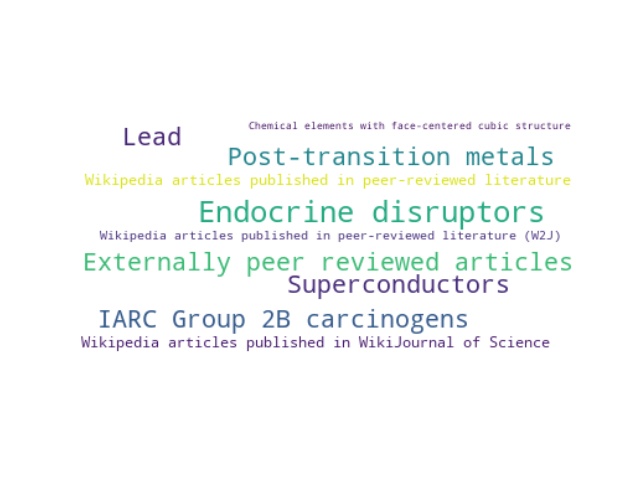 Chemical elements with face-centered cubic structure
Lead
Post-transition metals
Wikipedia articles published in peer-reviewed literature
Endocrine disruptors
Wikipedia articles published in peer-reviewed literature (W2J)
Externally peer reviewed articles
Superconductors
IARC Group 2B carcinogens
Wikipedia articles published in WikiJournal of Science